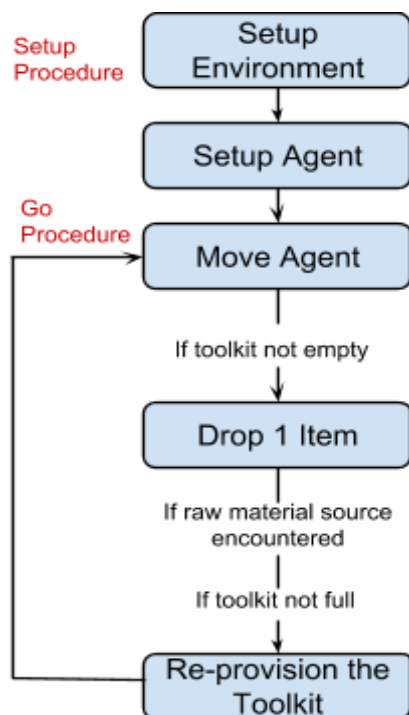 Setup
Procedure
Setup
Environment
Setup Agent
Go
Procedure
Move Agent
If toolkit not empty
Drop 1 Item
If raw material source
encountered
If toolkit not full
Re-provision the
Toolkit